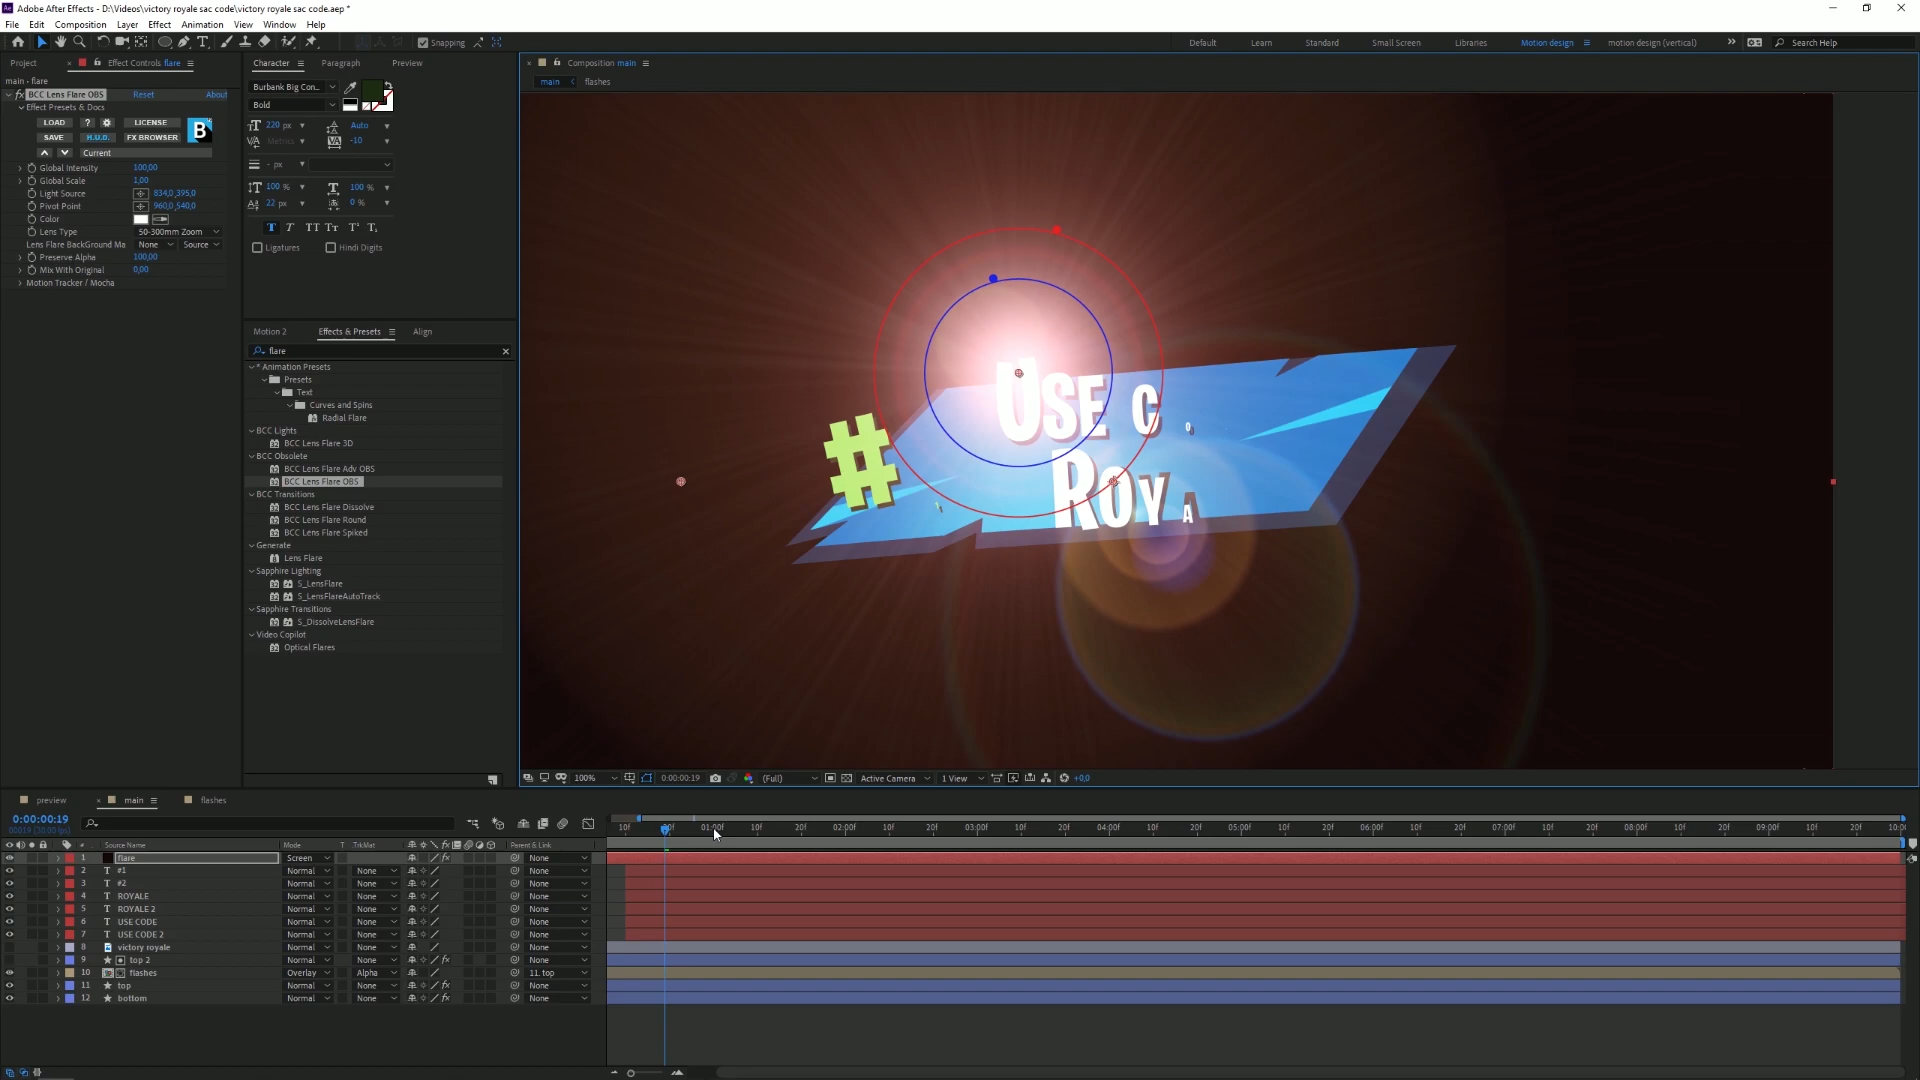 Adobe After Effects - D:\Videos\victory royale sac code\victory royale sac code.aep *
File Edit Composition Layer Effect Animation View Window Help
Snapping
Default Learn Standard Small Screen Libraries Motion design motion design (vertical) Search Help
Project Effect Controls flare
main • flare
fx BCC Lens Flare OBS Reset About
Effect Presets & Docs
LOAD ? LICENSE
SAVE H.U.D. FX BROWSER
B
Current
Global Intensity 100,00
Global Scale 1,00
Light Source 834,0,395,0
Pivot Point 960,0,540,0
Color
Lens Type 50-300mm Zoom
Lens Flare BackGround Ma None Source
Preserve Alpha 100,00
Mix With Original 0,00
Motion Tracker / Mocha
Character Paragraph Preview
Burbank Big Con...
Bold
220 px Auto
Metrics -10
- px
100 % 100 %
22 px 0 %
Ligatures Hindi Digits
Motion 2 Effects & Presets Align
flare
* Animation Presets
Presets
Text
Curves and Spins
Radial Flare
BCC Lights
BCC Lens Flare 3D
BCC Obsolete
BCC Lens Flare Adv OBS
BCC Lens Flare OBS
BCC Transitions
BCC Lens Flare Dissolve
BCC Lens Flare Round
BCC Lens Flare Spiked
Generate
Lens Flare
Sapphire Lighting
S_LensFlare
S_LensFlareAutoTrack
Sapphire Transitions
S_DissolveLensFlare
Video Copilot
Optical Flares
Composition main
main flashes
USE CO
#
ROYA
100% 0:00:00:19 (Full) Active Camera 1 View +0,0
preview main flashes
0:00:00:19
00019 (30.00 fps)
10f 20f 01:00f 10f 20f 02:00f 10f 20f 03:00f 10f 20f 04:00f 10f 20f 05:00f 10f 20f 06:00f 10f 20f 07:00f 10f 20f 08:00f 10f 20f 09:00f 10f 20f 10:00
# Source Name Mode T .TrkMat Parent & Link
1 flare Screen None
2 T #1 Normal None None
3 T #2 Normal None None
4 T ROYALE Normal None None
5 T ROYALE 2 Normal None None
6 T USE CODE Normal None None
7 T USE CODE 2 Normal None None
8 victory royale Normal None None
9 top 2 Normal None None
10 flashes Overlay Alpha 11. top
11 top Normal None None
12 bottom Normal None None